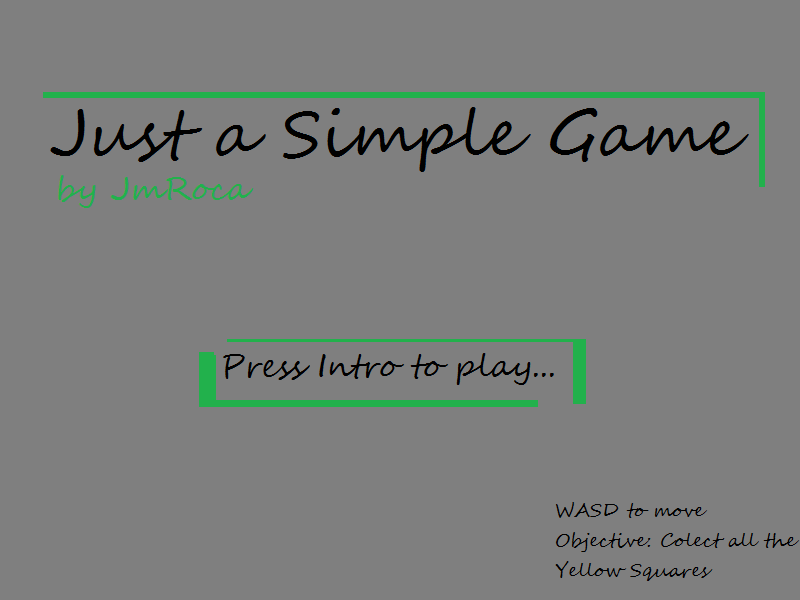 Just a Simple Game
by JmRoca
Press Intro to play...
WASD to move
Objective: Colect all the
Yellow Squares